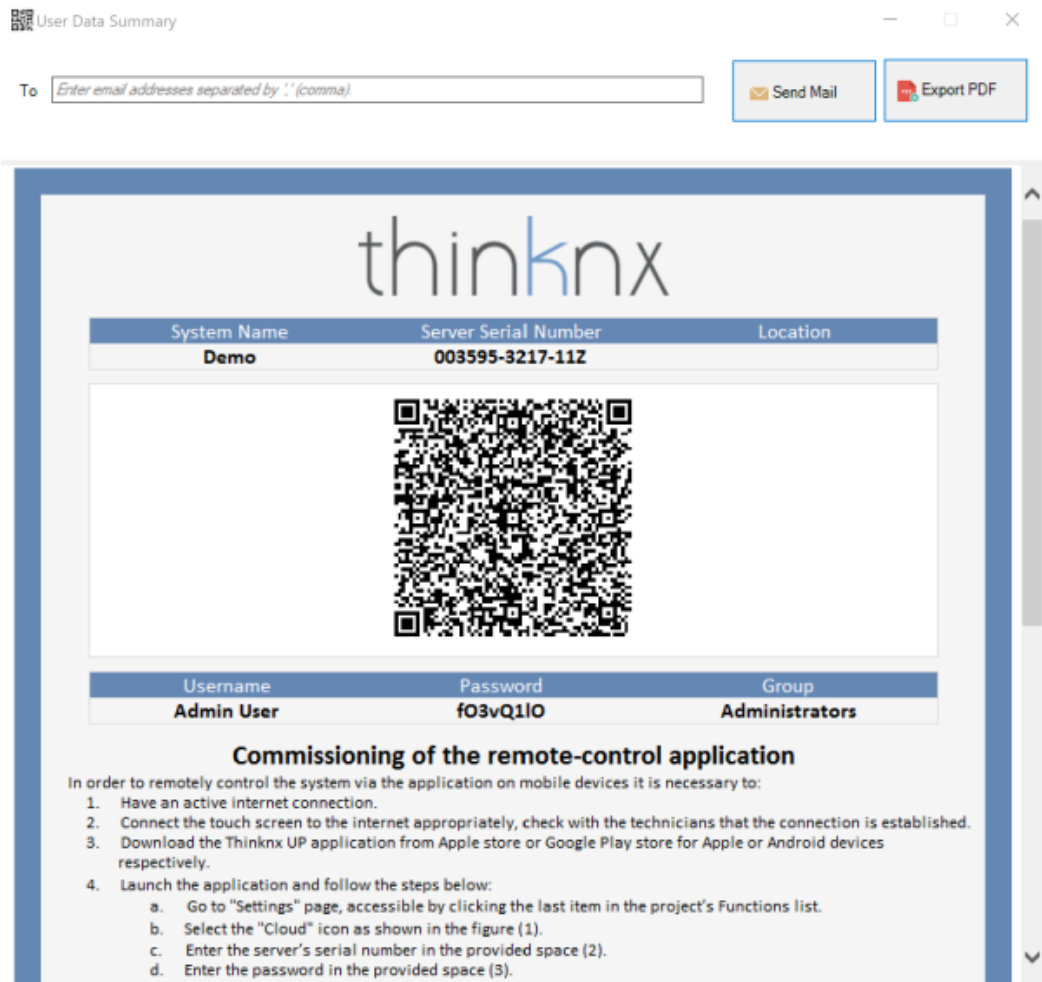 User Data Summary
To Enter email addresses separated by ',' (comma). Send Mail Export PDF
thinknx
System Name Server Serial Number Location
Demo 003595-3217-11Z
Username Password Group
Admin User fO3vQ1lO Administrators
Commissioning of the remote-control application
In order to remotely control the system via the application on mobile devices it is necessary to:
1. Have an active internet connection.
2. Connect the touch screen to the internet appropriately, check with the technicians that the connection is established.
3. Download the Thinknx UP application from Apple store or Google Play store for Apple or Android devices
respectively.
4. Launch the application and follow the steps below:
a. Go to "Settings" page, accessible by clicking the last item in the project's Functions list.
b. Select the "Cloud" icon as shown in the figure (1).
c. Enter the server's serial number in the provided space (2).
d. Enter the password in the provided space (3).